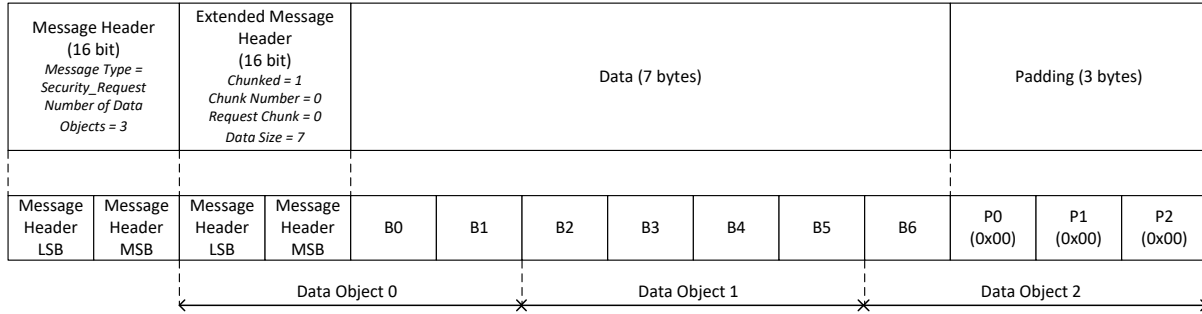 Message Header
(16 bit)
Message Type =
Security_Request
Number of Data
Objects = 3
Extended Message
Header
(16 bit)
Chunked = 1
Chunk Number = 0
Request Chunk = 0
Data Size = 7
Data (7 bytes)
Padding (3 bytes)
Message
Header
LSB
Message
Header
MSB
Message
Header
LSB
Message
Header
MSB
B0
B1
B2
B3
B4
B5
B6
P0
(0x00)
P1
(0x00)
P2
(0x00)
Data Object 0
Data Object 1
Data Object 2